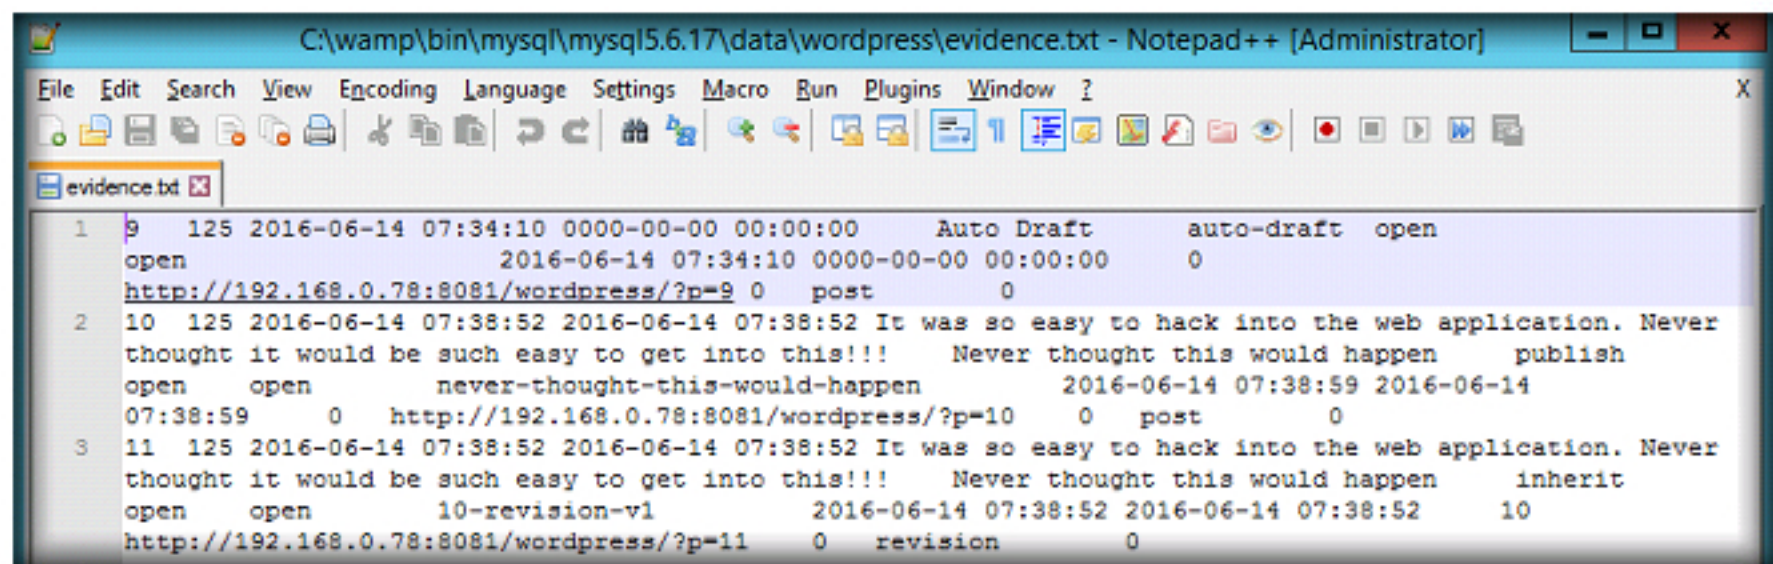 C:\wamp\bin\mysql\mysql5.6.17\data\wordpress\evidence.txt - Notepad++ [Administrator]
File Edit Search View Encoding Language Settings Macro Run Plugins Window ? X
evidence.txt
1 9 125 2016-06-14 07:34:10 0000-00-00 00:00:00 Auto Draft auto-draft open
open 2016-06-14 07:34:10 0000-00-00 00:00:00 0
http://192.168.0.78:8081/wordpress/?p=9 0 post 0
2 10 125 2016-06-14 07:38:52 2016-06-14 07:38:52 It was so easy to hack into the web application. Never
thought it would be such easy to get into this!!! Never thought this would happen publish
open open never-thought-this-would-happen 2016-06-14 07:38:59 2016-06-14
07:38:59 0 http://192.168.0.78:8081/wordpress/?p=10 0 post 0
3 11 125 2016-06-14 07:38:52 2016-06-14 07:38:52 It was so easy to hack into the web application. Never
thought it would be such easy to get into this!!! Never thought this would happen inherit
open open 10-revision-v1 2016-06-14 07:38:52 2016-06-14 07:38:52 10
http://192.168.0.78:8081/wordpress/?p=11 0 revision 0